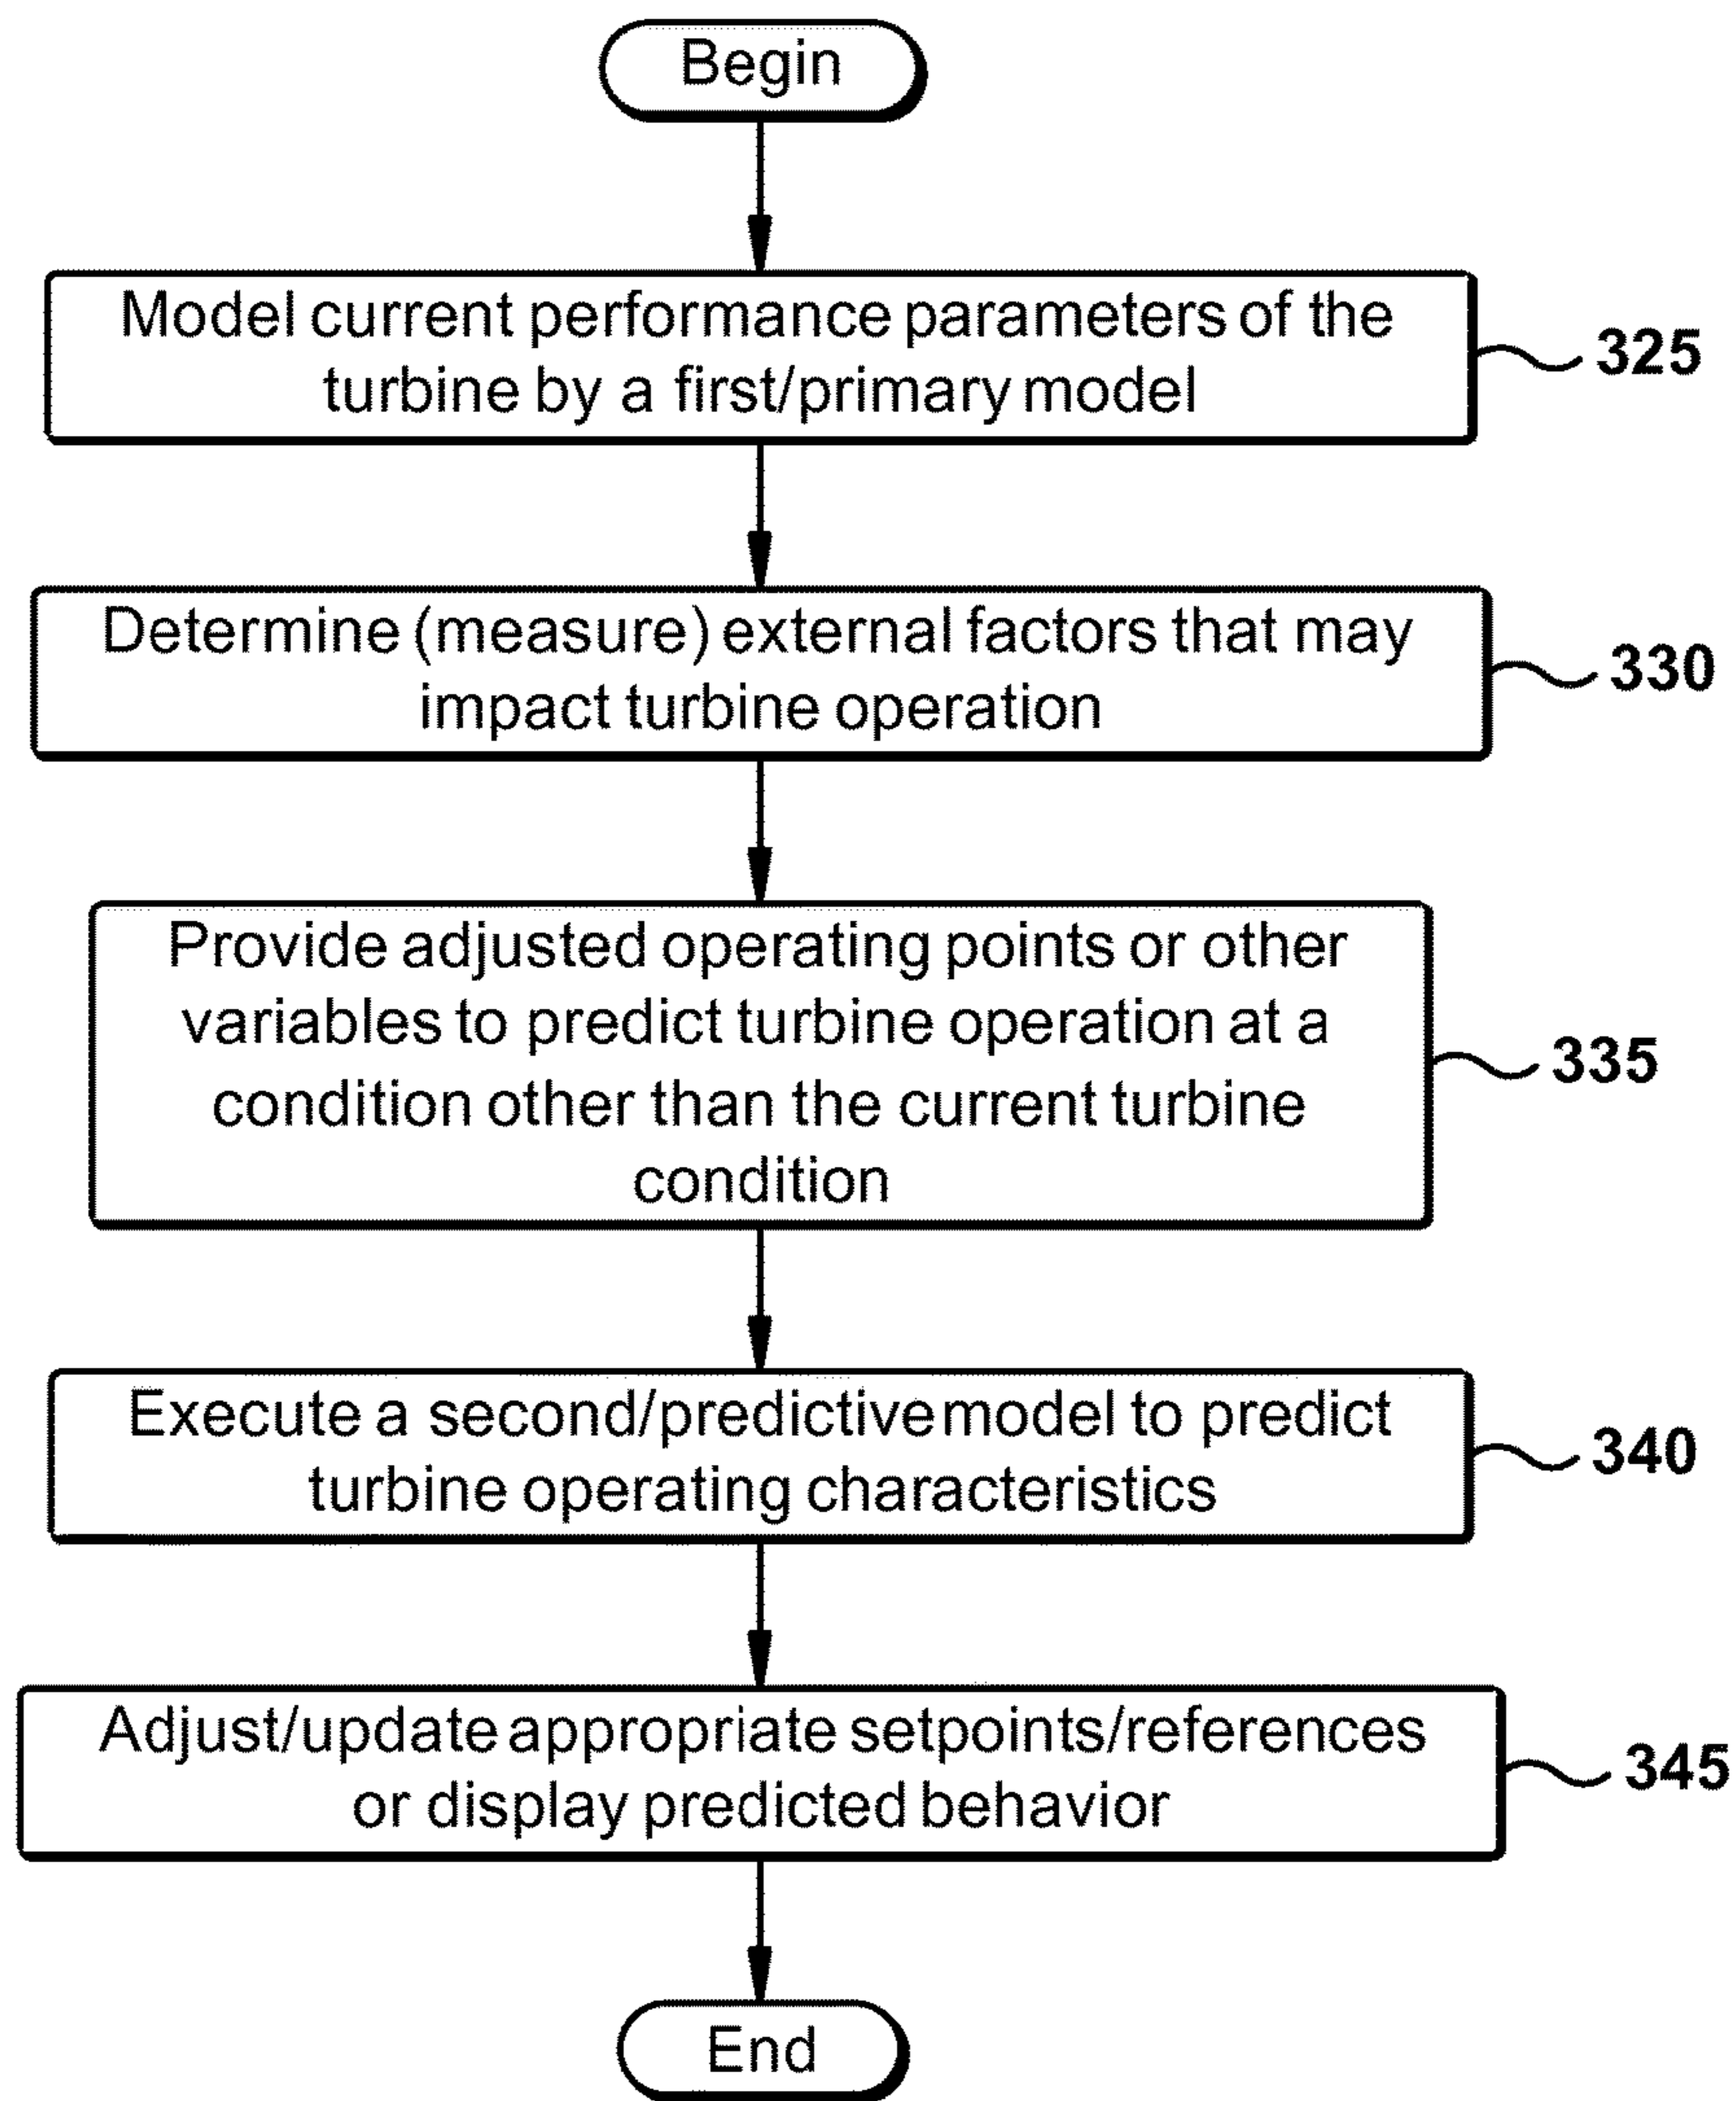 Begin
Model current performance parameters of the
turbine by a first/primary model
325
Determine (measure) external factors that may
impact turbine operation
330
Provide adjusted operating points or other
variables to predict turbine operation at a
condition other than the current turbine
condition
335
Execute a second/predictive model to predict
turbine operating characteristics
340
Adjust/update appropriate setpoints/references
or display predicted behavior
345
End